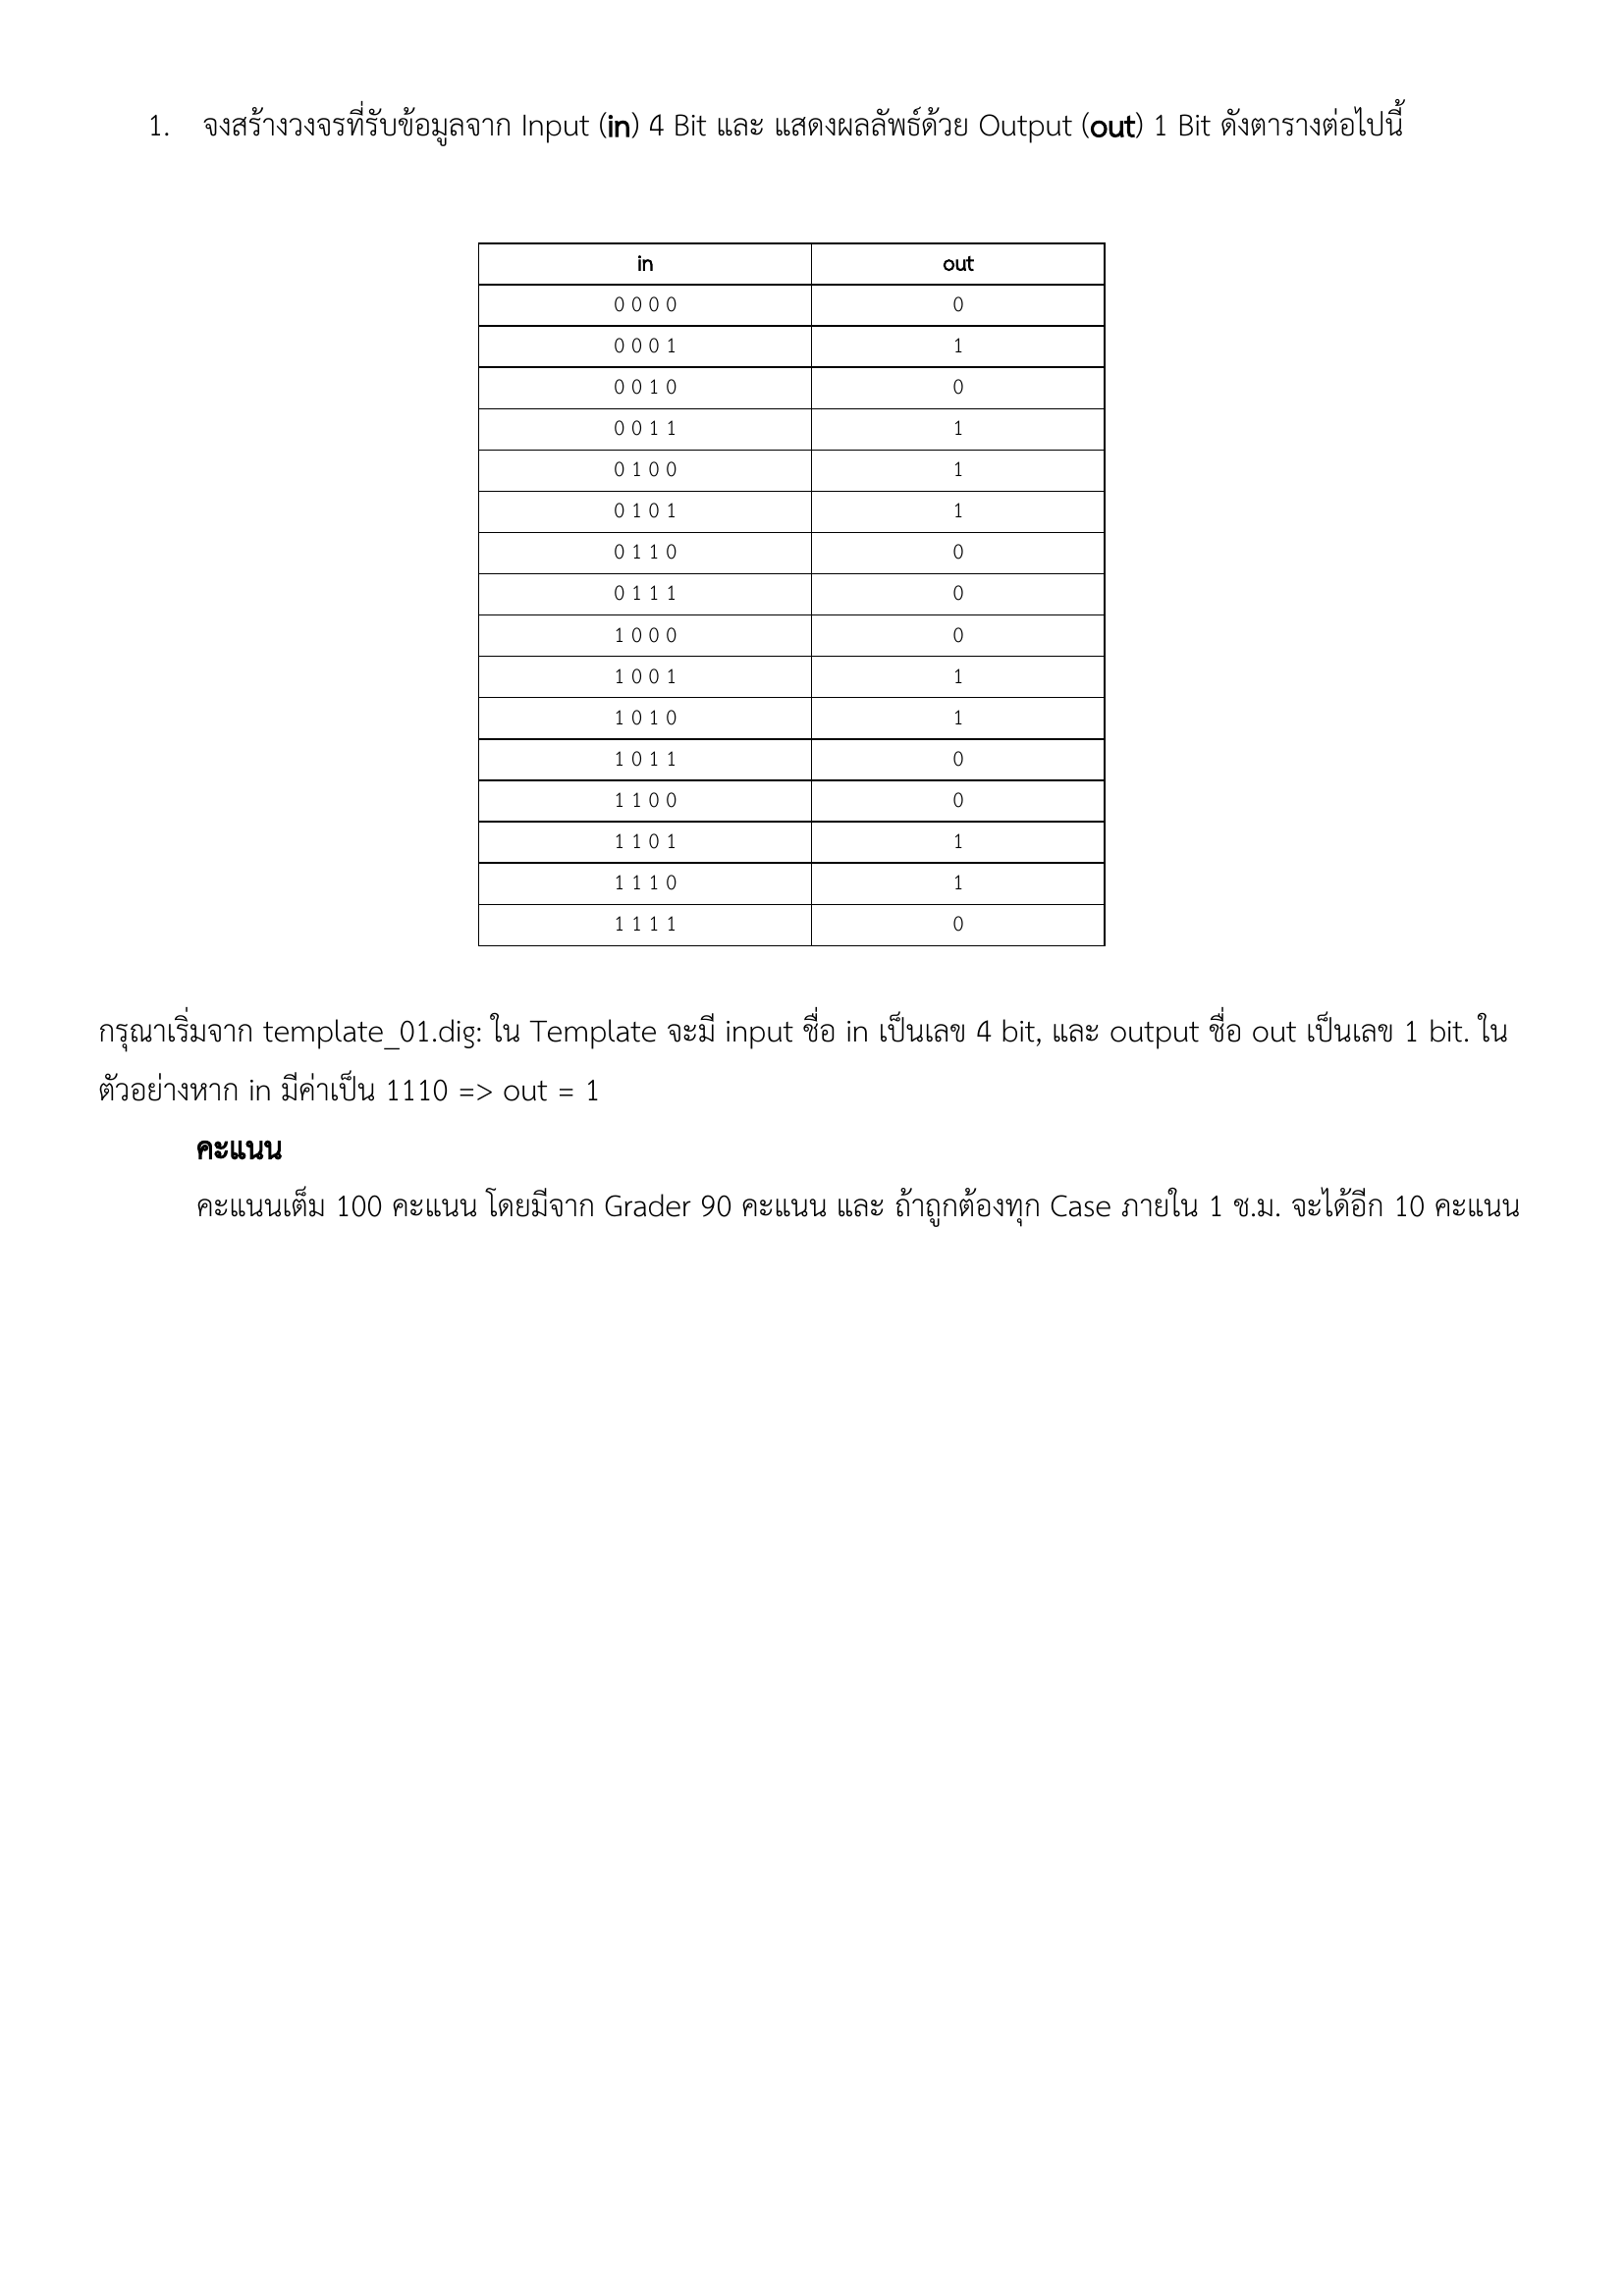 1. จงสร้างวงจรที่รับข้อมูลจาก Input (in) 4 Bit และ แสดงผลลัพธ์ด้วย Output (out) 1 Bit ดังตารางต่อไปนี้
in out
0 0 0 0 0
0 0 0 1 1
0 0 1 0 0
0 0 1 1 1
0 1 0 0 1
0 1 0 1 1
0 1 1 0 0
0 1 1 1 0
1 0 0 0 0
1 0 0 1 1
1 0 1 0 1
1 0 1 1 0
1 1 0 0 0
1 1 0 1 1
1 1 1 0 1
1 1 1 1 0
กรุณาเริ่มจาก template_01.dig: ใน Template จะมี input ชื่อ in เป็นเลข 4 bit, และ output ชื่อ out เป็นเลข 1 bit. ใน
ตัวอย่างหาก in มีค่าเป็น 1110 => out = 1
คะแนน
คะแนนเต็ม 100 คะแนน โดยมีจาก Grader 90 คะแนน และ ถ้าถูกต้องทุก Case ภายใน 1 ช.ม. จะได้อีก 10 คะแนน